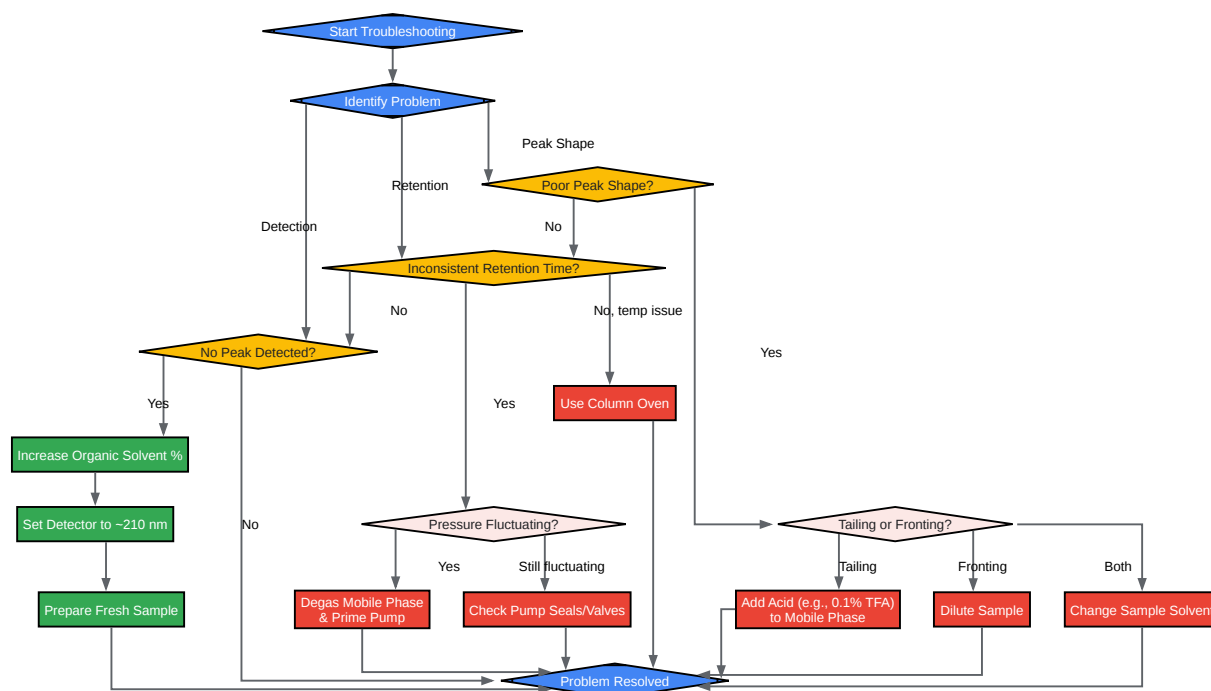 Start Troubleshooting
Identify Problem
Peak Shape
Retention
Poor Peak Shape?
Detection
No
Inconsistent Retention Time?
No
No, temp issue
No Peak Detected?
Yes
Yes
Yes
Use Column Oven
Increase Organic Solvent %
Set Detector to ~210 nm
No
Pressure Fluctuating?
Tailing or Fronting?
Yes
Still fluctuating
Tailing
Fronting
Both
Prepare Fresh Sample
Degas Mobile Phase
& Prime Pump
Check Pump Seals/Valves
Add Acid (e.g., 0.1% TFA)
to Mobile Phase
Dilute Sample
Change Sample Solvent
Problem Resolved